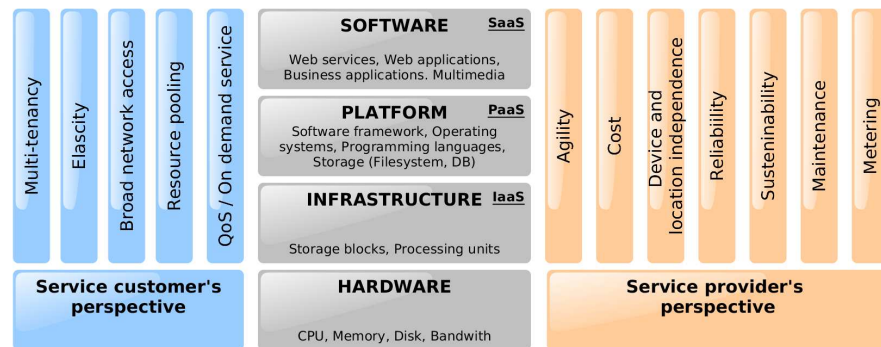 Multi-tenancy
Elascity
Broad network access
Resource pooling
QoS / On demand service
Service customer's
perspective
SOFTWARE
SaaS
Web services, Web applications,
Business applications. Multimedia
PLATFORM
PaaS
Software framework, Operating
systems, Programming languages,
Storage (Filesystem, DB)
INFRASTRUCTURE
IaaS
Storage blocks, Processing units
HARDWARE
CPU, Memory, Disk, Bandwith
Agility
Cost
Device and
location independence
Reliabiility
Susteninability
Maintenance
Metering
Service provider's
perspective